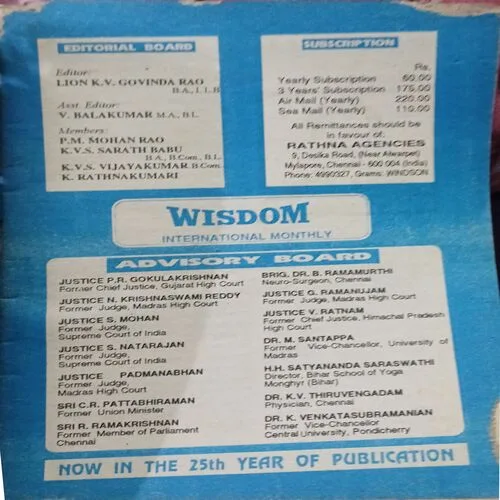 EDITORIAL BOARD
Editor:
LION K.V. GOVINDA RAO
B.A., I.L.B
Asst. Editor:
V. BALAKUMAR M.A., B.L.
Members:
P.M. MOHAN RAO
K.V.S. SARATH BABU
B.A., B.Com., B.L.
K.V.S. VIJAYAKUMAR B.Com.
K. RATHNAKUMARI
SUBSCRIPTION
Rs.
Yearly Subscription 60.00
3 Years' Subscription 175.00
Air Mail (Yearly) 220.00
Sea Mail (Yearly) 110.00
All Remittances should be
in favour of:
RATHNA AGENCIES
9, Desika Road, (Near Alwarper)
Mylapore, Chennai - 600 004 (India)
Phone: 4990327, Grams: WINDSON
WISDOM
INTERNATIONAL MONTHLY
ADVISORY BOARD
JUSTICE P.R. GOKULAKRISHNAN
Former Chief Justice, Gujarat High Court
JUSTICE N. KRISHNASWAMI REDDY
Former Judge, Madras High Court
JUSTICE S. MOHAN
Former Judge,
Supreme Court of India
JUSTICE S. NATARAJAN
Former Judge,
Supreme Court of India
JUSTICE PADMANABHAN
Former Judge,
Madras High Court
SRI C.R. PATTABHIRAMAN
Former Union Minister
SRI R. RAMAKRISHNAN
Former Member of Parliament
Chennai
BRIG. DR. B. RAMAMURTHI
Neuro-Surgeon, Chennai
JUSTICE G. RAMANUJAM
Former Judge, Madras High Court
JUSTICE V. RATNAM
Former Chief Justice, Himachal Pradesh
High Court
DR. M. SANTAPPA
Former Vice-Chancellor, University of
Madras
H.H. SATYANANDA SARASWATHI
Director, Bihar School of Yoga
Monghyr (Bihar)
DR. K.V. THIRUVENGADAM
Physician, Chennai
DR. K. VENKATASUBRAMANIAN
Former Vice-Chancellor
Central University, Pondicherry
NOW IN THE 25th YEAR OF PUBLICATION